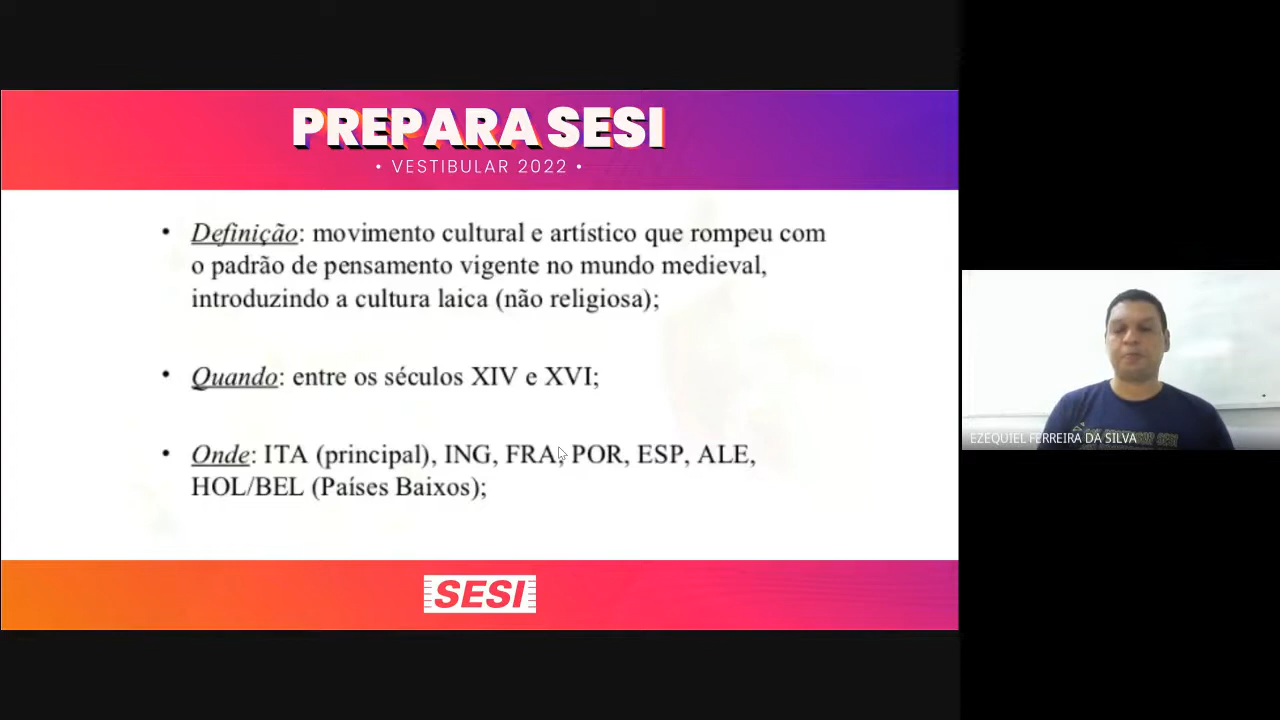 PREPARA SESI
• VESTIBULAR 2022 •
• Definição: movimento cultural e artístico que rompeu com
o padrão de pensamento vigente no mundo medieval,
introduzindo a cultura laica (não religiosa);
• Quando: entre os séculos XIV e XVI;
• Onde: ITA (principal), ING, FRA, POR, ESP, ALE,
HOL/BEL (Países Baixos);
SESI
EZEQUIEL FERREIRA DA SILVA